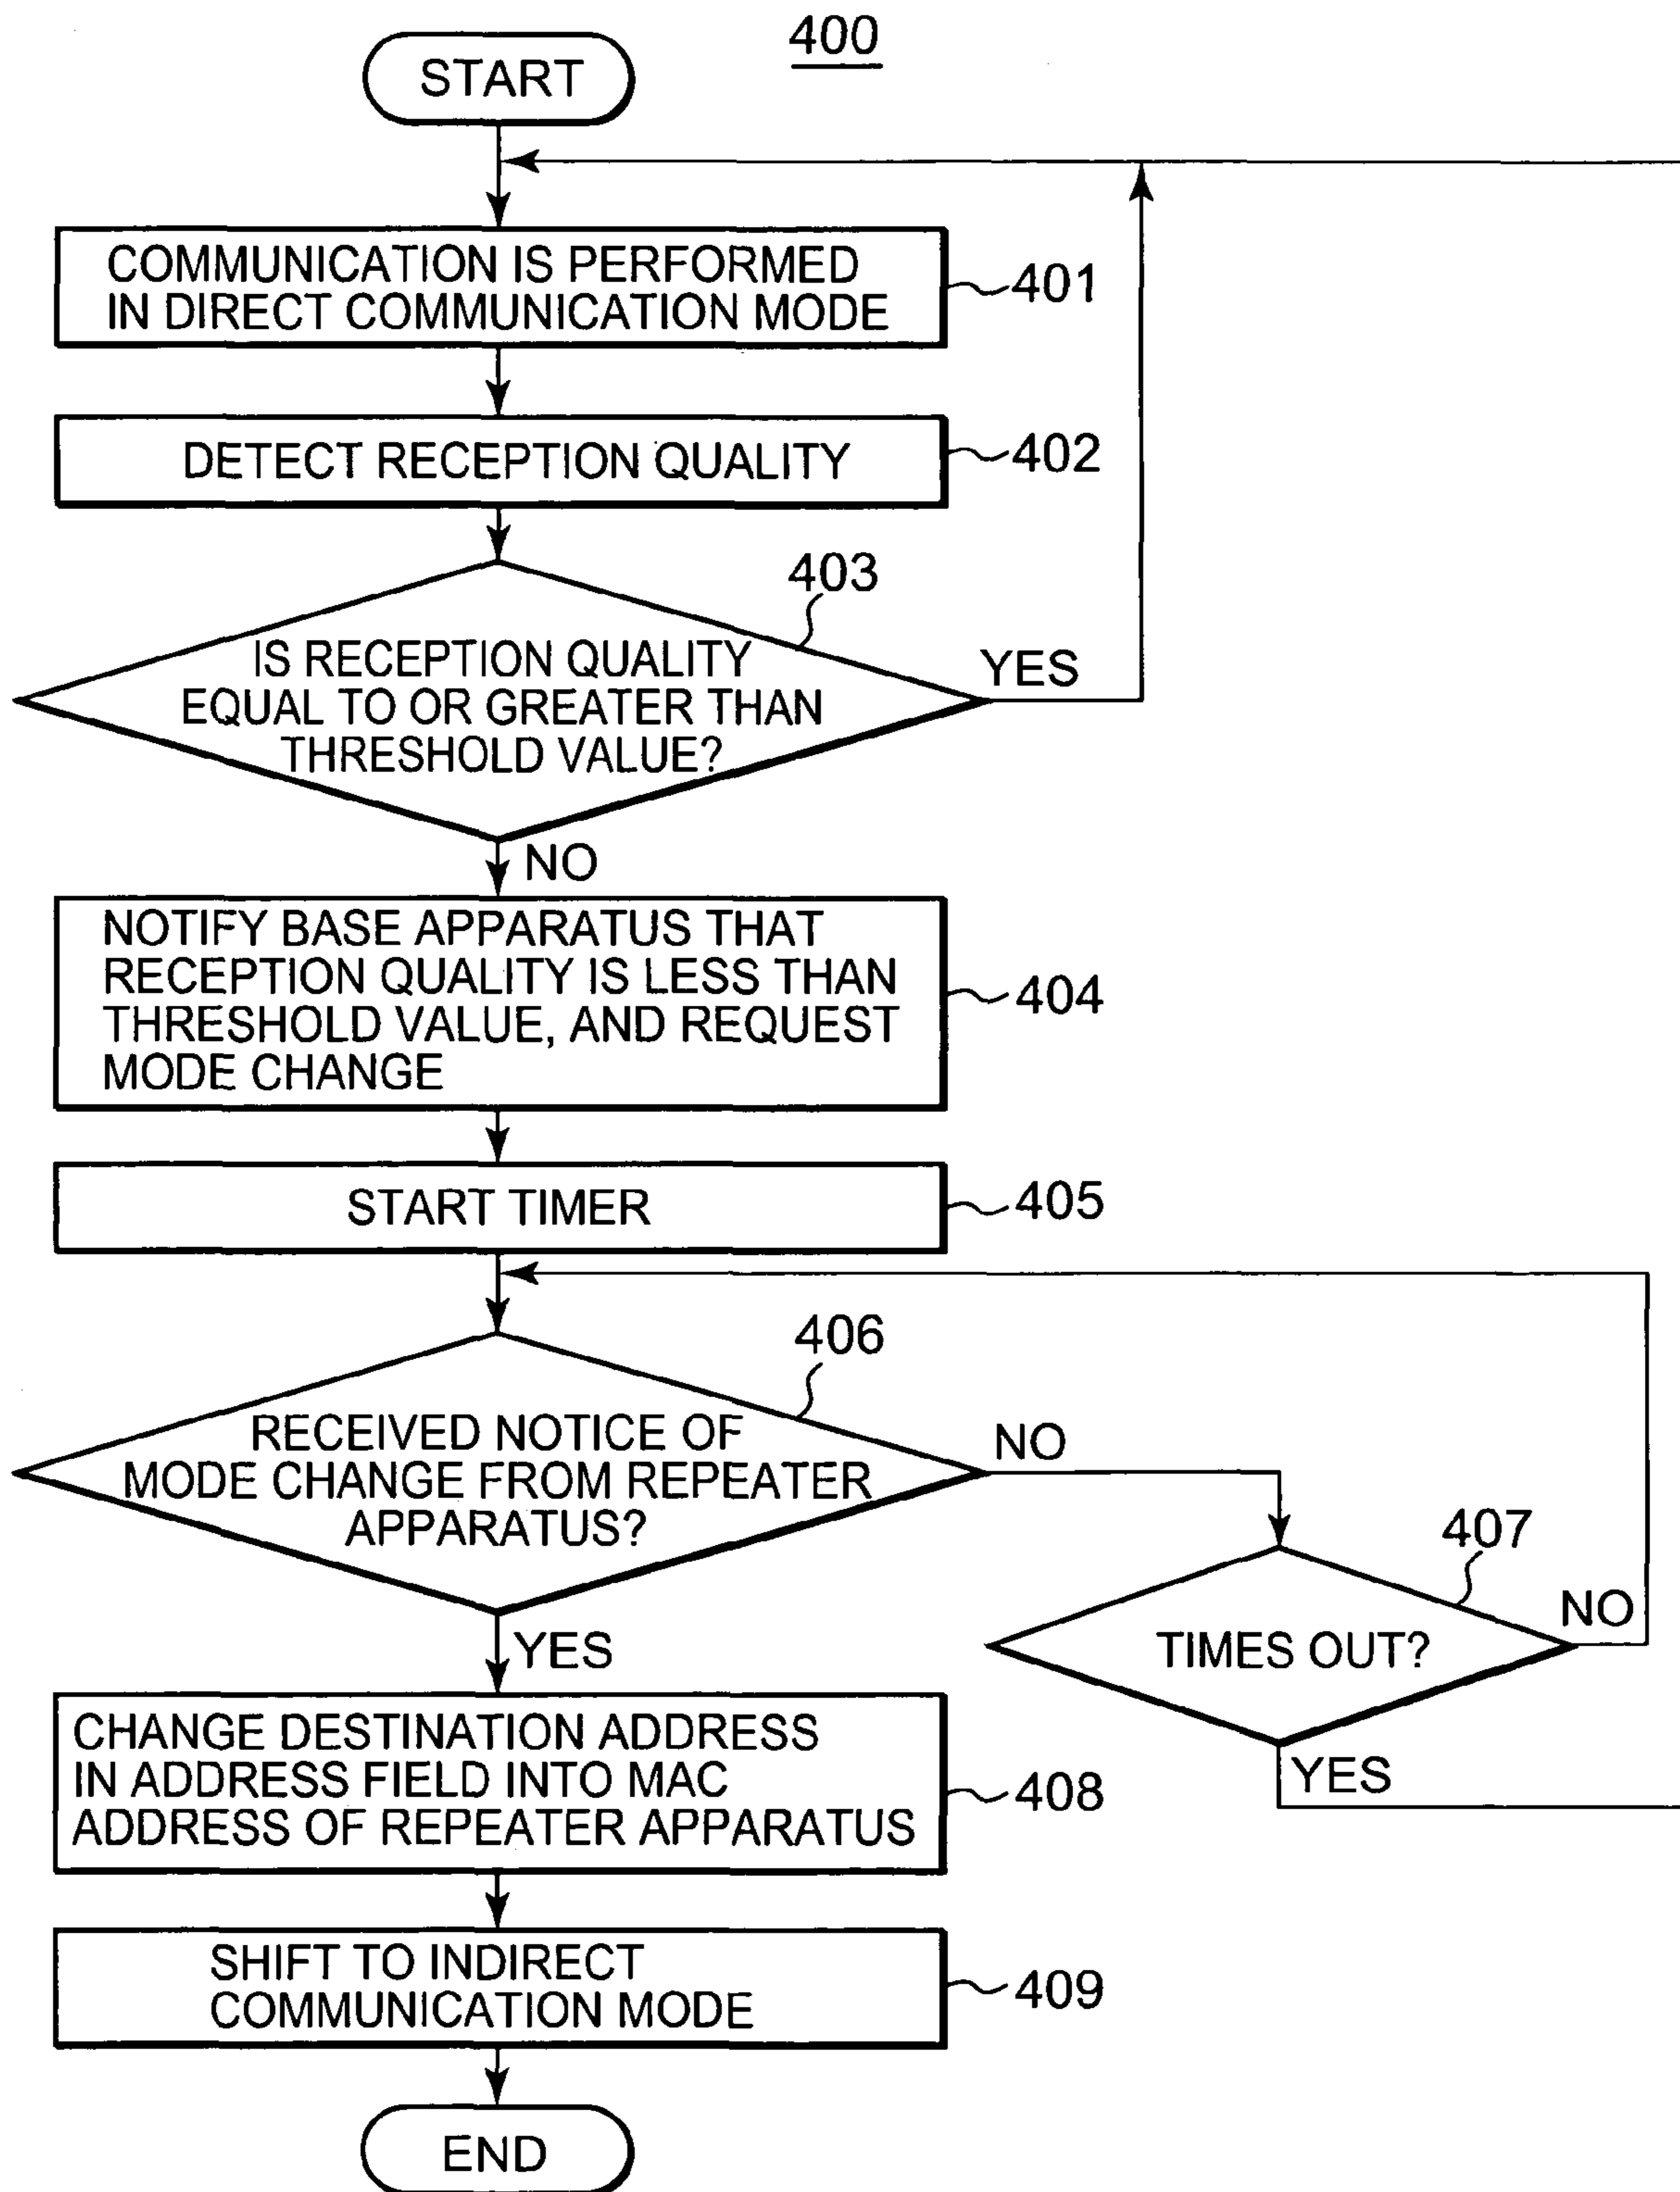 400
START
COMMUNICATION IS PERFORMED
IN DIRECT COMMUNICATION MODE
401
DETECT RECEPTION QUALITY
402
403
IS RECEPTION QUALITY
EQUAL TO OR GREATER THAN
THRESHOLD VALUE?
YES
NO
NOTIFY BASE APPARATUS THAT
RECEPTION QUALITY IS LESS THAN
THRESHOLD VALUE, AND REQUEST
MODE CHANGE
404
START TIMER
405
406
RECEIVED NOTICE OF
MODE CHANGE FROM REPEATER
APPARATUS?
NO
407
TIMES OUT?
NO
YES
YES
CHANGE DESTINATION ADDRESS
IN ADDRESS FIELD INTO MAC
ADDRESS OF REPEATER APPARATUS
408
SHIFT TO INDIRECT
COMMUNICATION MODE
409
END